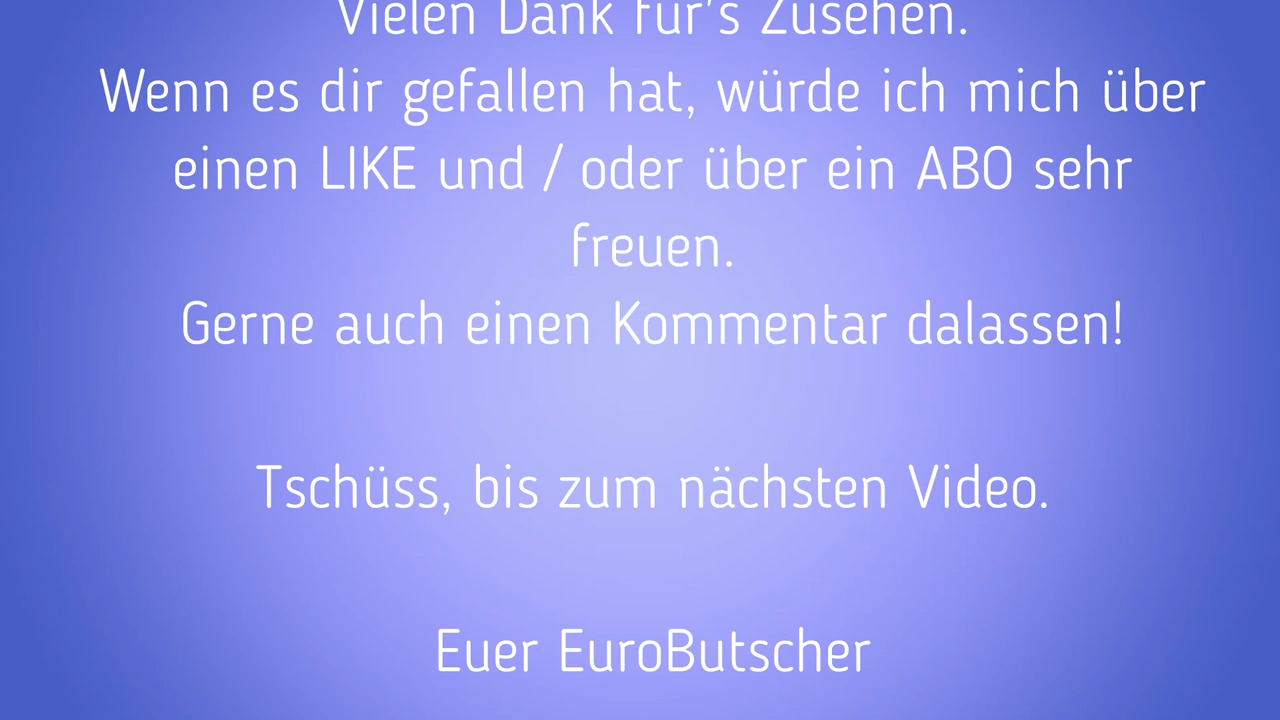 Vielen Dank für's Zusehen.
Wenn es dir gefallen hat, würde ich mich über
einen LIKE und / oder über ein ABO sehr
freuen.
Gerne auch einen Kommentar dalassen!
Tschüss, bis zum nächsten Video.
Euer EuroButscher